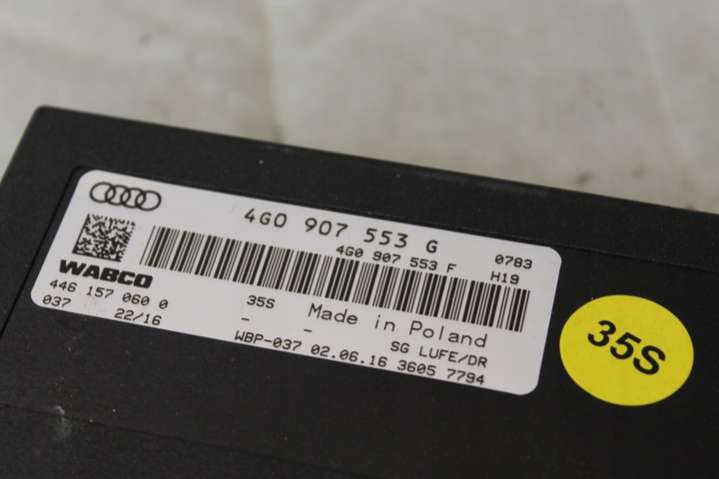 4G0 907 553 G
4G0 907 553 F
0783
H19
WABCO
446 157 060 0
037 22/16
35S
Made in Poland
- -
SG LUFE/DR
WBP-037 02.06.16 3605 7794
35S